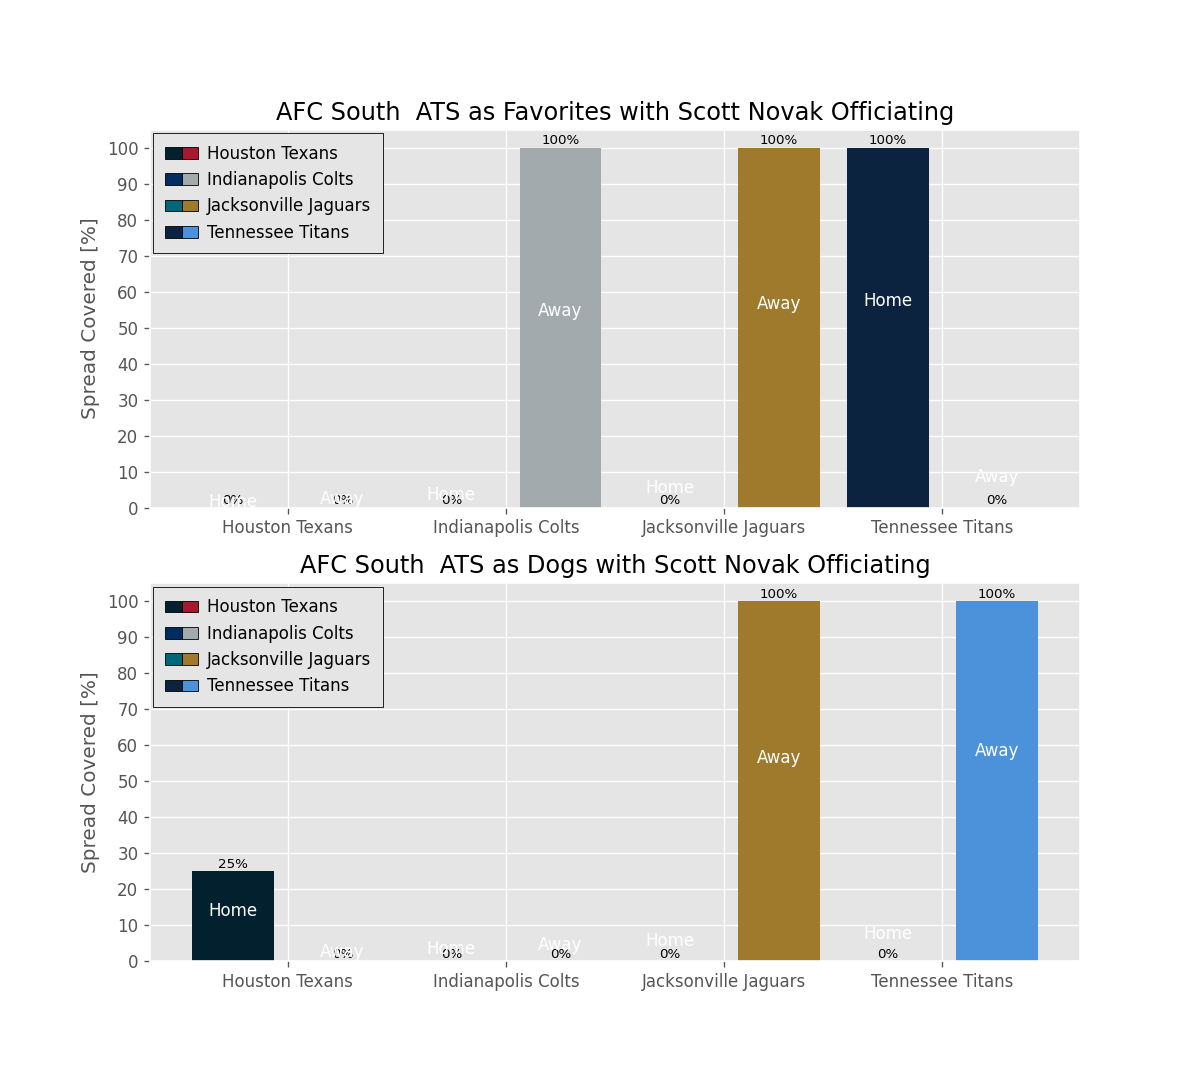 AFC South  ATS as Favorites with Scott Novak Officiating
Spread Covered [%]
100
90
80
70
60
50
40
30
20
10
0
Houston Texans
Indianapolis Colts
Jacksonville Jaguars
Tennessee Titans
100%
100%
100%
Away
Away
Home
Home
0%
Away
0%
Home
0%
Home
0%
Away
0%
Houston Texans
Indianapolis Colts
Jacksonville Jaguars
Tennessee Titans
AFC South  ATS as Dogs with Scott Novak Officiating
Spread Covered [%]
100
90
80
70
60
50
40
30
20
10
0
Houston Texans
Indianapolis Colts
Jacksonville Jaguars
Tennessee Titans
100%
100%
Away
Away
25%
Home
Away
0%
Home
0%
Away
0%
Home
0%
Home
0%
Houston Texans
Indianapolis Colts
Jacksonville Jaguars
Tennessee Titans